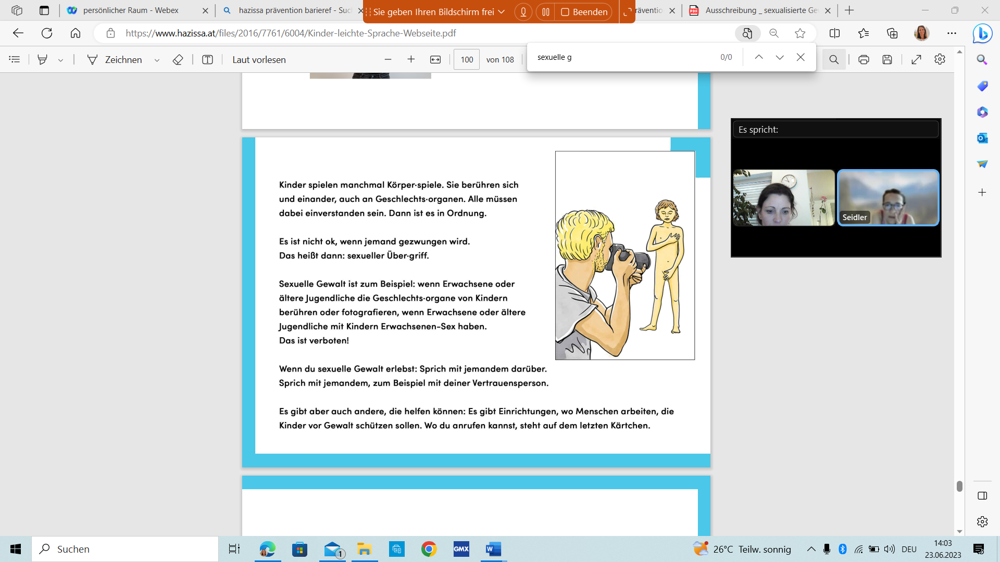 persönlicher Raum - Webex
hazissa prävention barieref - Suc
Sie geben Ihren Bildschirm frei
Beenden
räventio
Ausschreibung _ sexualisierte Ge
https://www.hazissa.at/files/2016/7761/6004/Kinder-leichte-Sprache-Webseite.pdf
Zeichnen
Laut vorlesen
100
von 108
sexuelle g
0/0
Kinder spielen manchmal Körper·spiele. Sie berühren sich
und einander, auch an Geschlechts·organen. Alle müssen
dabei einverstanden sein. Dann ist es in Ordnung.
Es ist nicht ok, wenn jemand gezwungen wird.
Das heißt dann: sexueller Über·griff.
Sexuelle Gewalt ist zum Beispiel: wenn Erwachsene oder
ältere Jugendliche die Geschlechts·organe von Kindern
berühren oder fotografieren, wenn Erwachsene oder ältere
Jugendliche mit Kindern Erwachsenen-Sex haben.
Das ist verboten!
Wenn du sexuelle Gewalt erlebst: Sprich mit jemandem darüber.
Sprich mit jemandem, zum Beispiel mit deiner Vertrauensperson.
Es gibt aber auch andere, die helfen können: Es gibt Einrichtungen, wo Menschen arbeiten, die
Kinder vor Gewalt schützen sollen. Wo du anrufen kannst, steht auf dem letzten Kärtchen.
Es spricht:
Seidler
Suchen
1
GMX
W
26°C Teilw. sonnig
DEU
14:03
23.06.2023